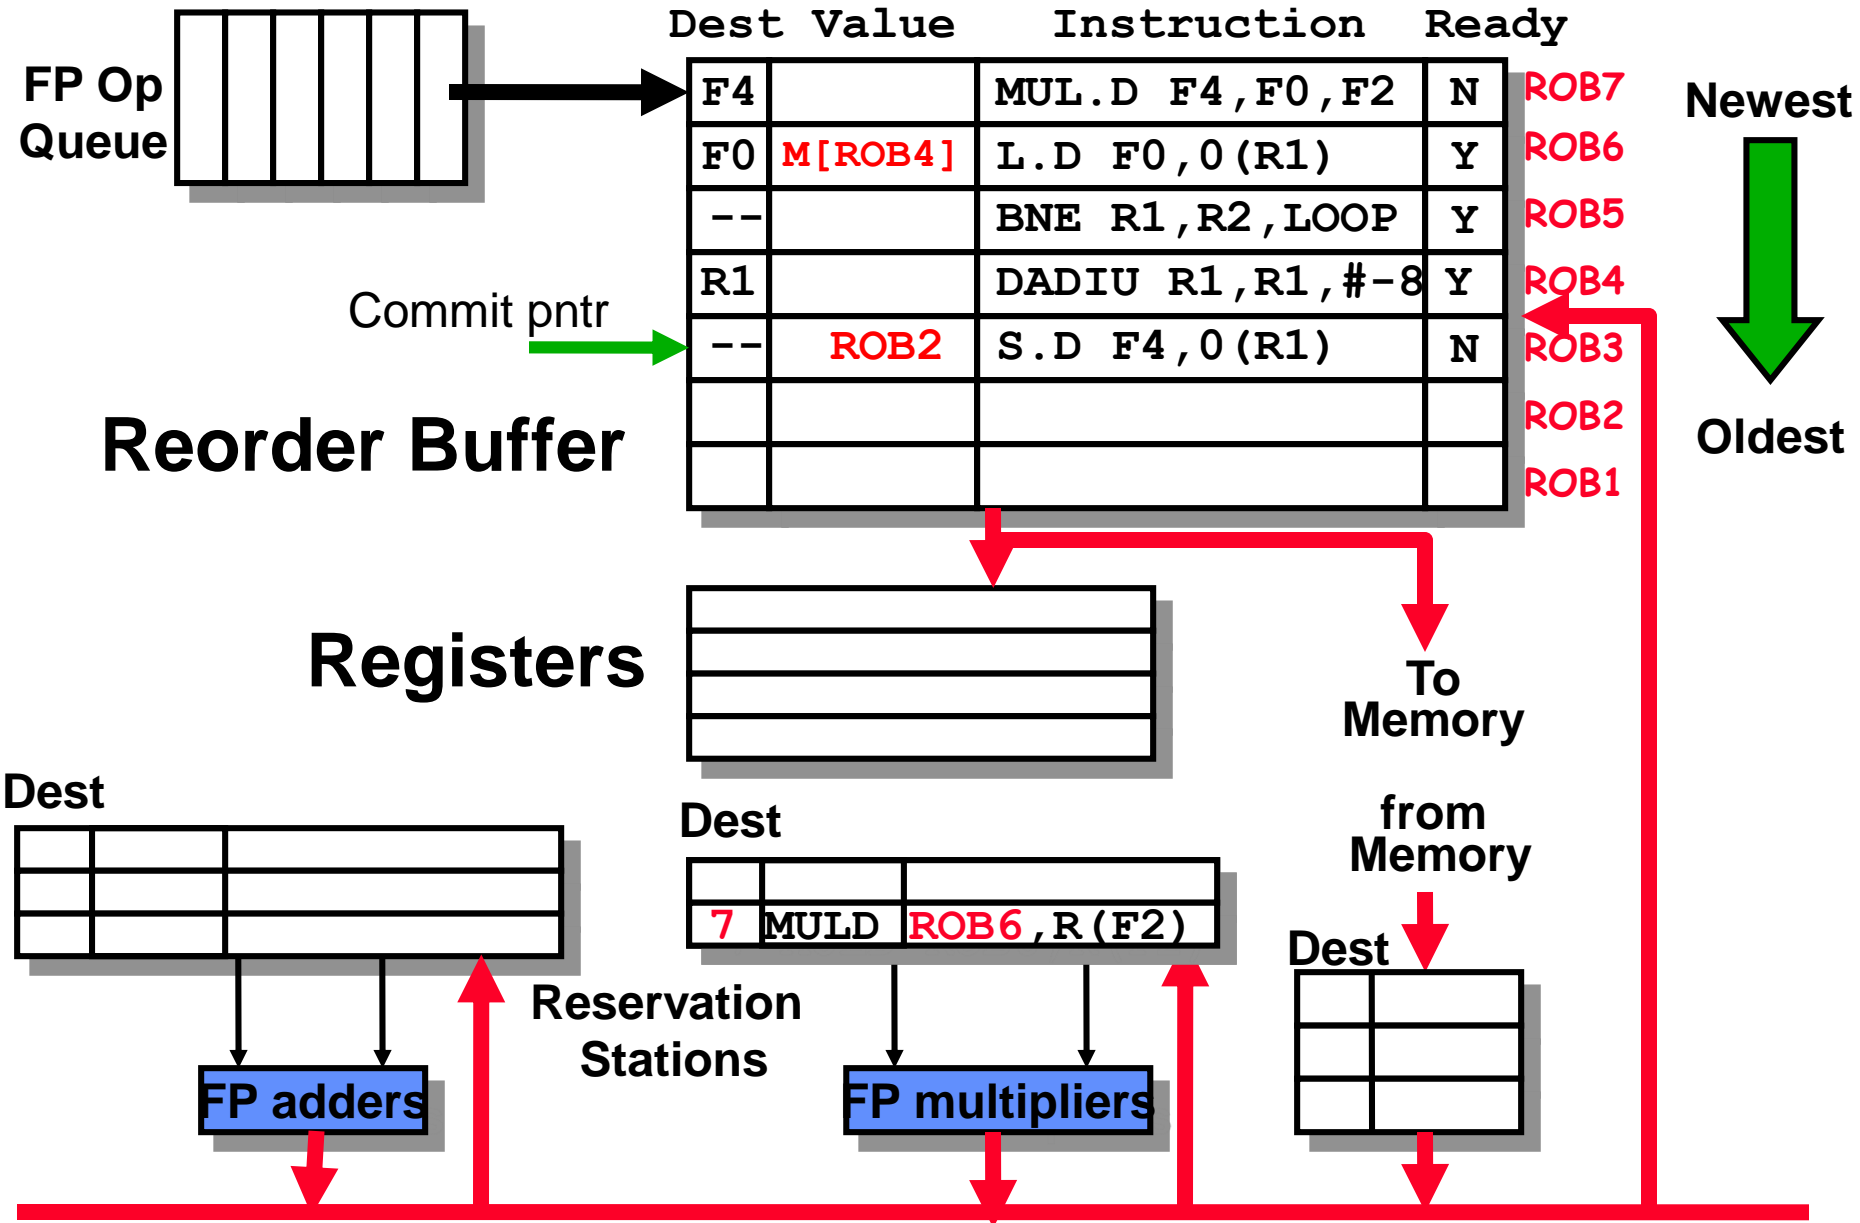 Dest Value Instruction Ready
FP Op
Queue
F4 MUL.D F4,F0,F2 N ROB7
F0 M[ROB4] L.D F0,0(R1) Y ROB6
-- BNE R1,R2,LOOP Y ROB5
R1 DADIU R1,R1,#-8 Y ROB4
-- ROB2 S.D F4,0(R1) N ROB3
ROB2
ROB1
Newest
Oldest
Commit pntr
Reorder Buffer
Registers
To
Memory
from
Memory
Dest
Dest
7 MULD ROB6,R(F2)
Dest
Reservation
Stations
FP adders
FP multipliers